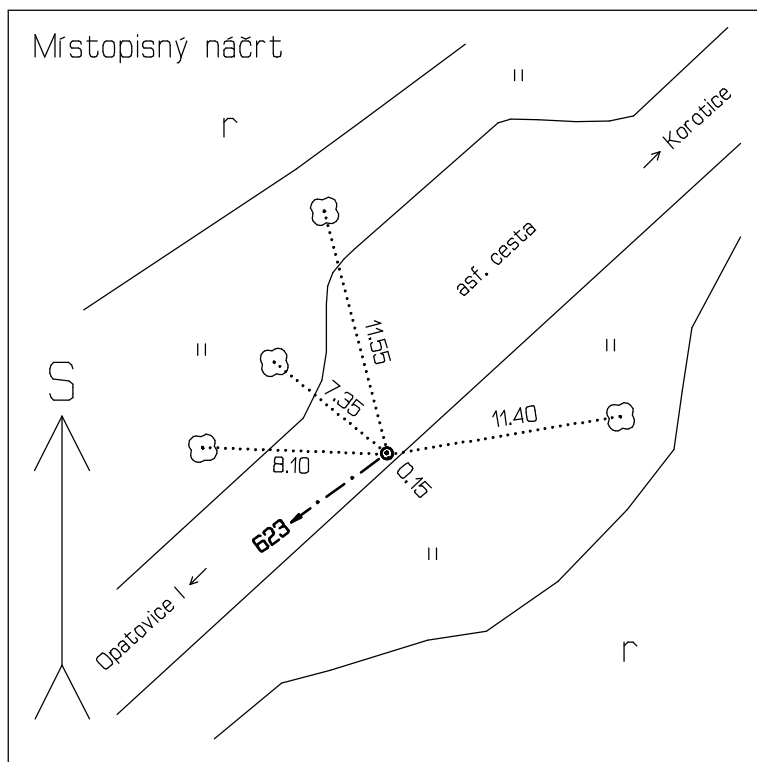 Místopisný náčrt
"
r
→ Korotice
asf. cesta
11.55
"
"
S
7.35
11.40
8.10
0.15
623
"
Opatovice I ←
r